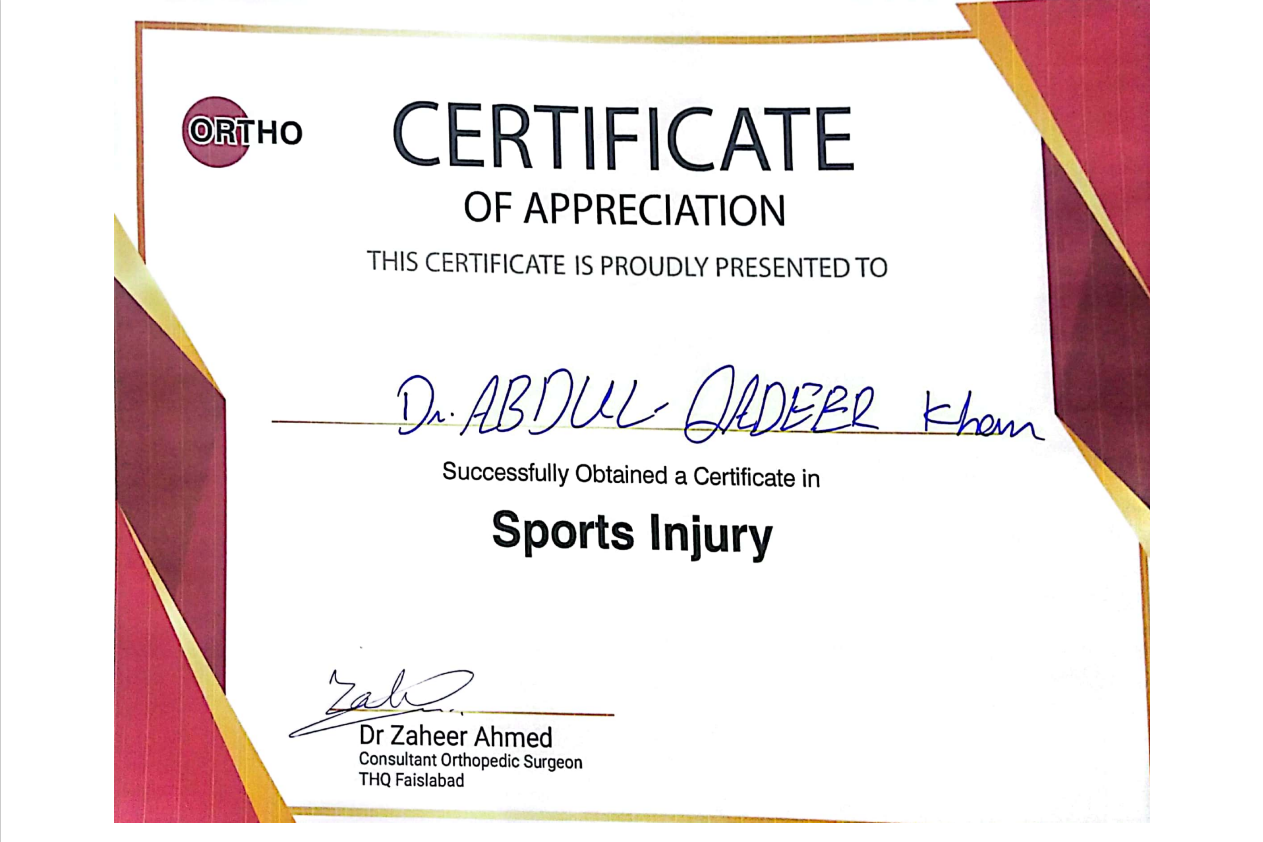 ORTHO
CERTIFICATE
OF APPRECIATION
THIS CERTIFICATE IS PROUDLY PRESENTED TO
Dr. ABDUL QADEER Khan
Successfully Obtained a Certificate in
Sports Injury
Dr Zaheer Ahmed
Consultant Orthopedic Surgeon
THQ Faislabad